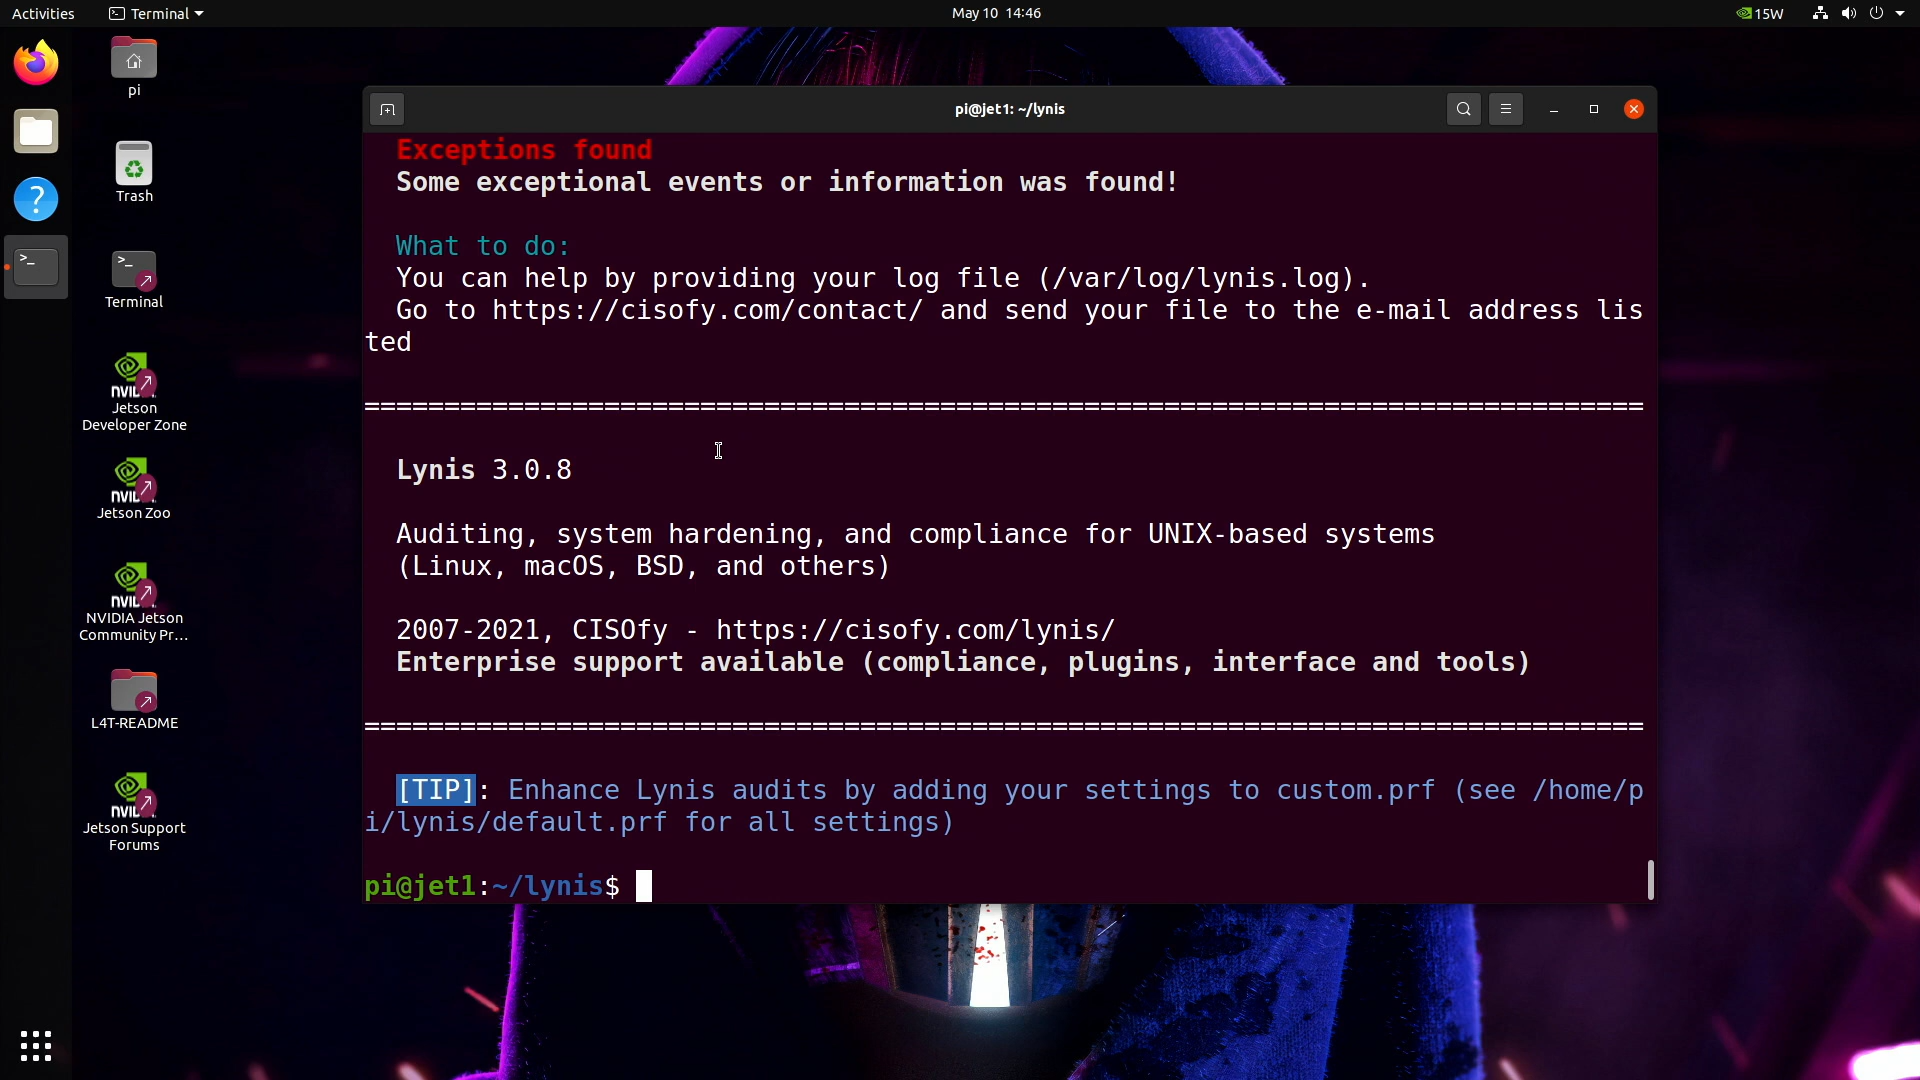 Activities
Terminal
May 10 14:46
15W
pi
Trash
Terminal
NVIDIA
Jetson
Developer Zone
NVIDIA
Jetson Zoo
NVIDIA
NVIDIA Jetson
Community Pr...
L4T-README
NVIDIA
Jetson Support
Forums
pi@jet1: ~/lynis
Exceptions found
Some exceptional events or information was found!
What to do:
You can help by providing your log file (/var/log/lynis.log).
Go to https://cisofy.com/contact/ and send your file to the e-mail address lis
ted
================================================================================
Lynis 3.0.8
Auditing, system hardening, and compliance for UNIX-based systems
(Linux, macOS, BSD, and others)
2007-2021, CISOfy - https://cisofy.com/lynis/
Enterprise support available (compliance, plugins, interface and tools)
================================================================================
[TIP]: Enhance Lynis audits by adding your settings to custom.prf (see /home/p
i/lynis/default.prf for all settings)
pi@jet1:~/lynis$